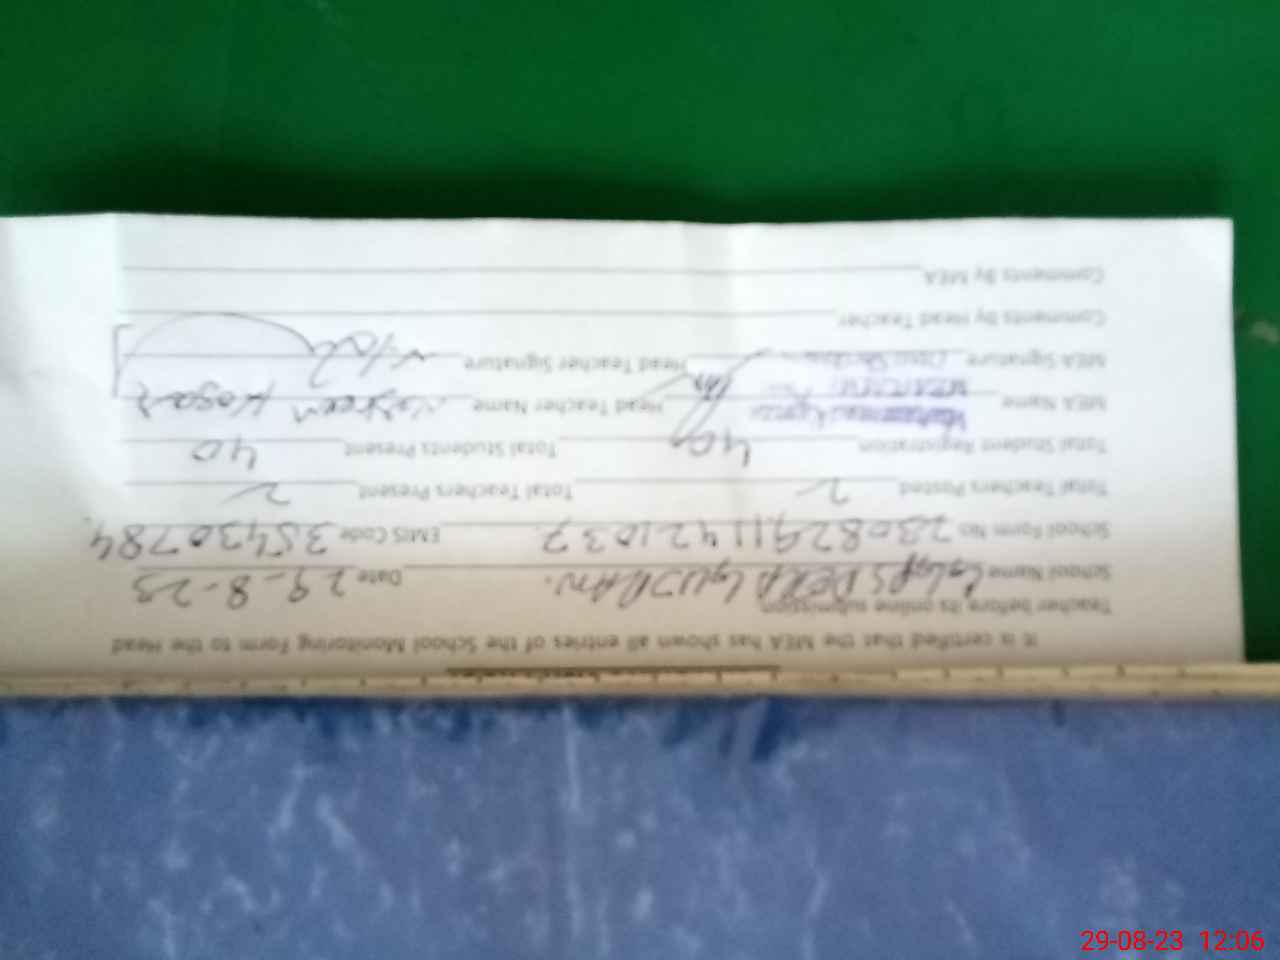 It is certified that the MEA has shown all entries of the School Monitoring Form to the Head
Teacher before its online submission
School Name GGPS DERA GUJRAN. Date 29-8-23
School Form No. 23082911421037 EMIS Code 35430784
Total Teachers Posted 2 Total Teachers Present 2
Total Student Registration 40 Total Students Present 40
MEA Name Head Teacher Name Nasreen
MEA Signature Head Teacher Signature
Comments by Head Teacher
Comments By MEA
29-08-23 12:06